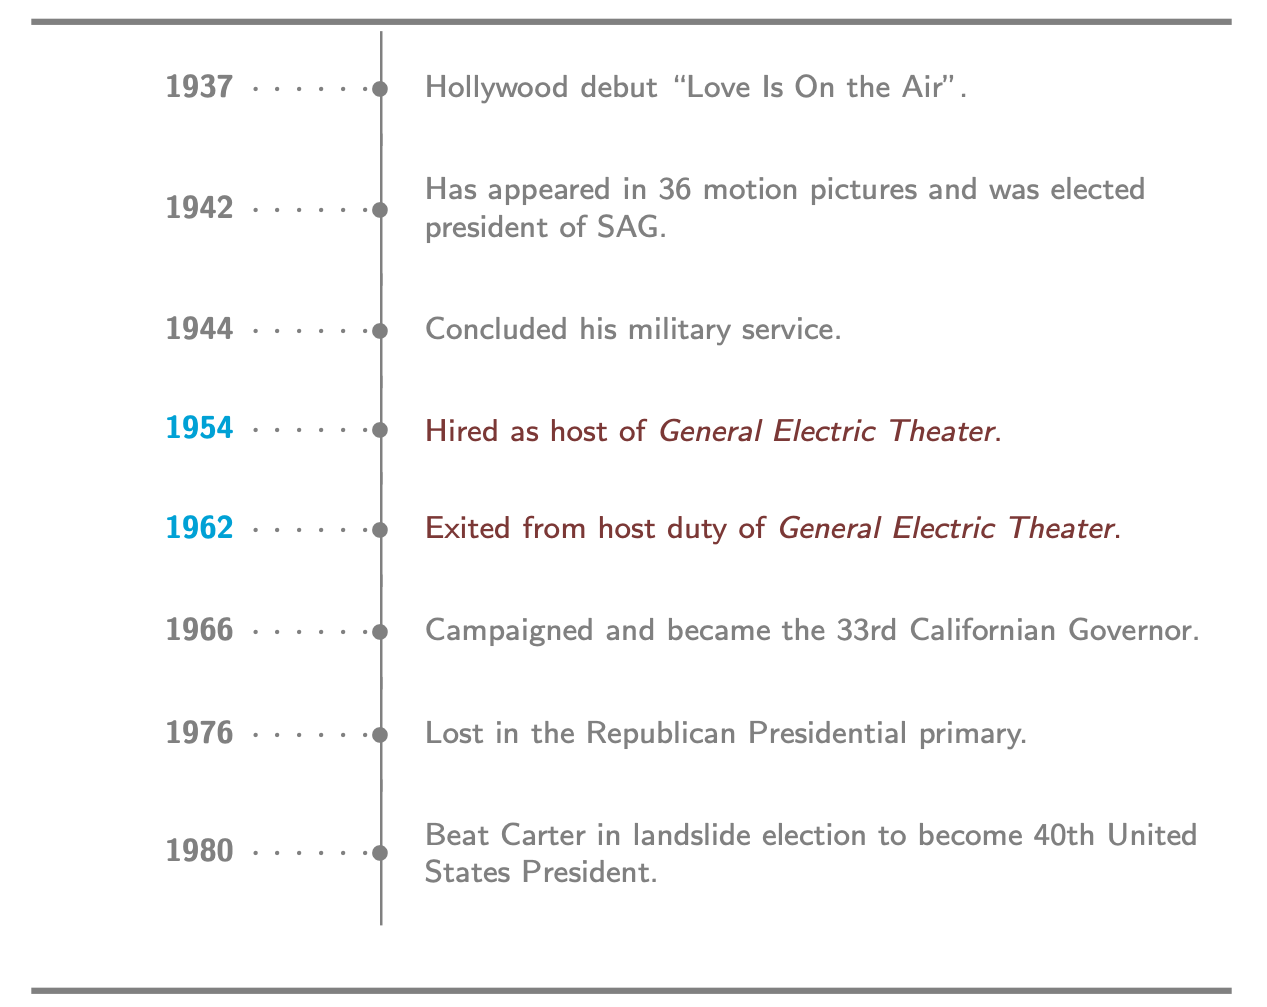 1937 · · · · · · Hollywood debut “Love Is On the Air”.
1942 · · · · · · Has appeared in 36 motion pictures and was elected
president of SAG.
1944 · · · · · · Concluded his military service.
1954 · · · · · · Hired as host of General Electric Theater.
1962 · · · · · · Exited from host duty of General Electric Theater.
1966 · · · · · · Campaigned and became the 33rd Californian Governor.
1976 · · · · · · Lost in the Republican Presidential primary.
1980 · · · · · · Beat Carter in landslide election to become 40th United
States President.